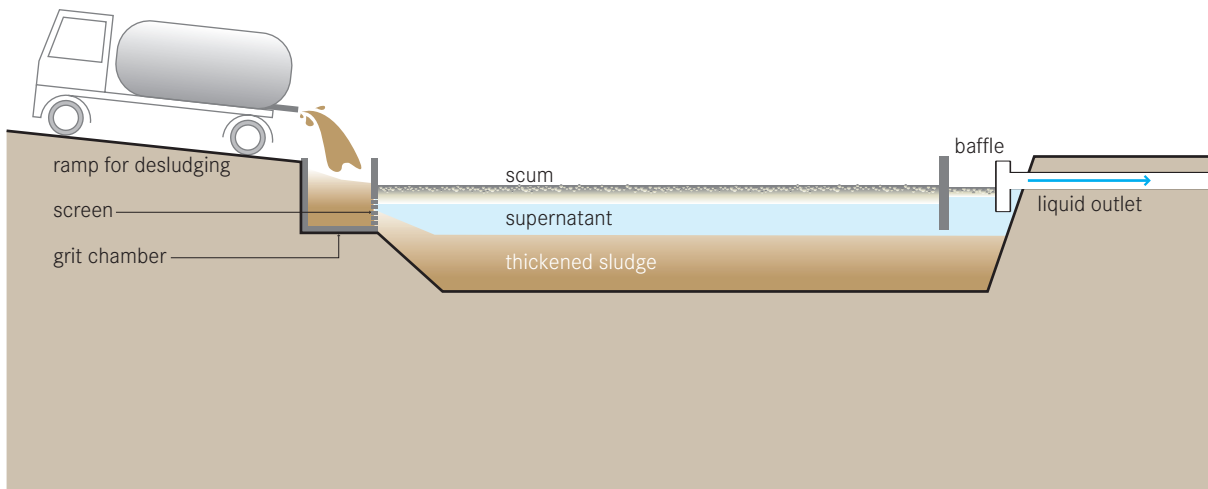 ramp for desludging
screen
grit chamber
scum
supernatant
thickened sludge
baffle
liquid outlet